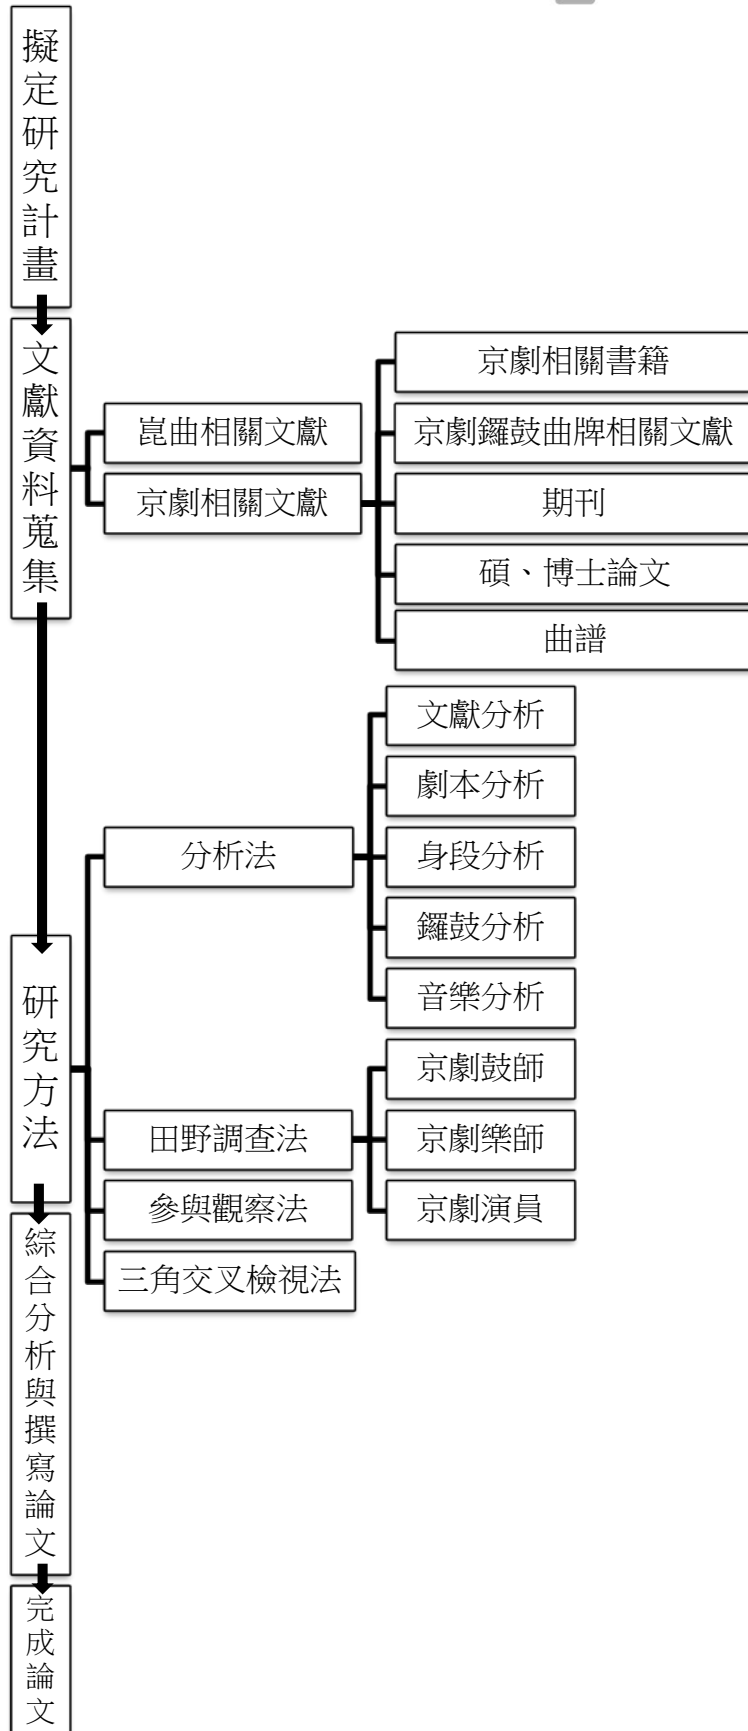 擬定研究計畫
文獻資料蒐集
崑曲相關文獻
京劇相關文獻
京劇相關書籍
京劇鑼鼓曲牌相關文獻
期刊
碩、博士論文
曲譜
研究方法
分析法
文獻分析
劇本分析
身段分析
鑼鼓分析
音樂分析
田野調查法
京劇鼓師
京劇樂師
京劇演員
參與觀察法
三角交叉檢視法
綜合分析與撰寫論文
完成論文